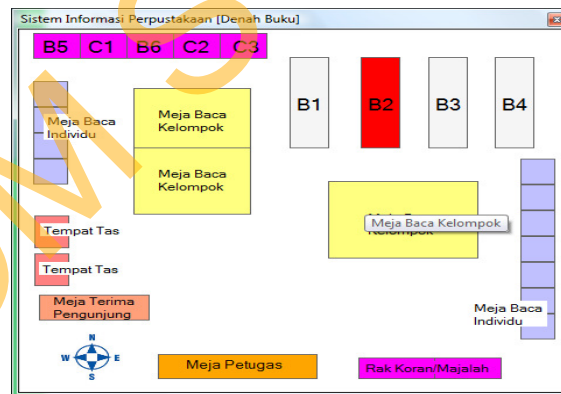 Sistem Informasi Perpustakaan [Denah Buku]
B5 C1 B6 C2 C3
B1 B2 B3 B4
Meja Baca
Individu
Meja Baca
Kelompok
Meja Baca
Kelompok
Meja Baca Kelompok
Kelompok
Tempat Tas
Tempat Tas
Meja Terima
Pengunjung
Meja Baca
Individu
N
W E
S
Meja Petugas
Rak Koran/Majalah